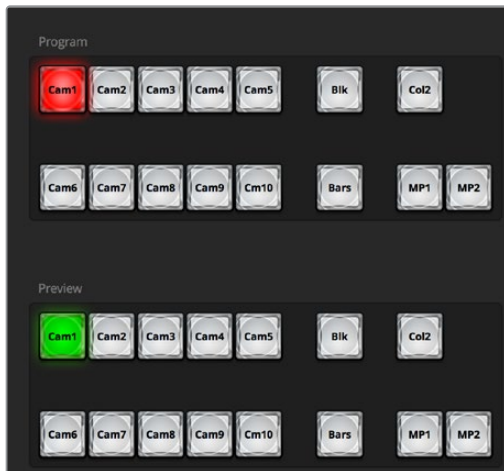 Program
Cam1 Cam2 Cam3 Cam4 Cam5 Blk Col2
Cam6 Cam7 Cam8 Cam9 Cm10 Bars MP1 MP2
Preview
Cam1 Cam2 Cam3 Cam4 Cam5 Blk Col2
Cam6 Cam7 Cam8 Cam9 Cm10 Bars MP1 MP2